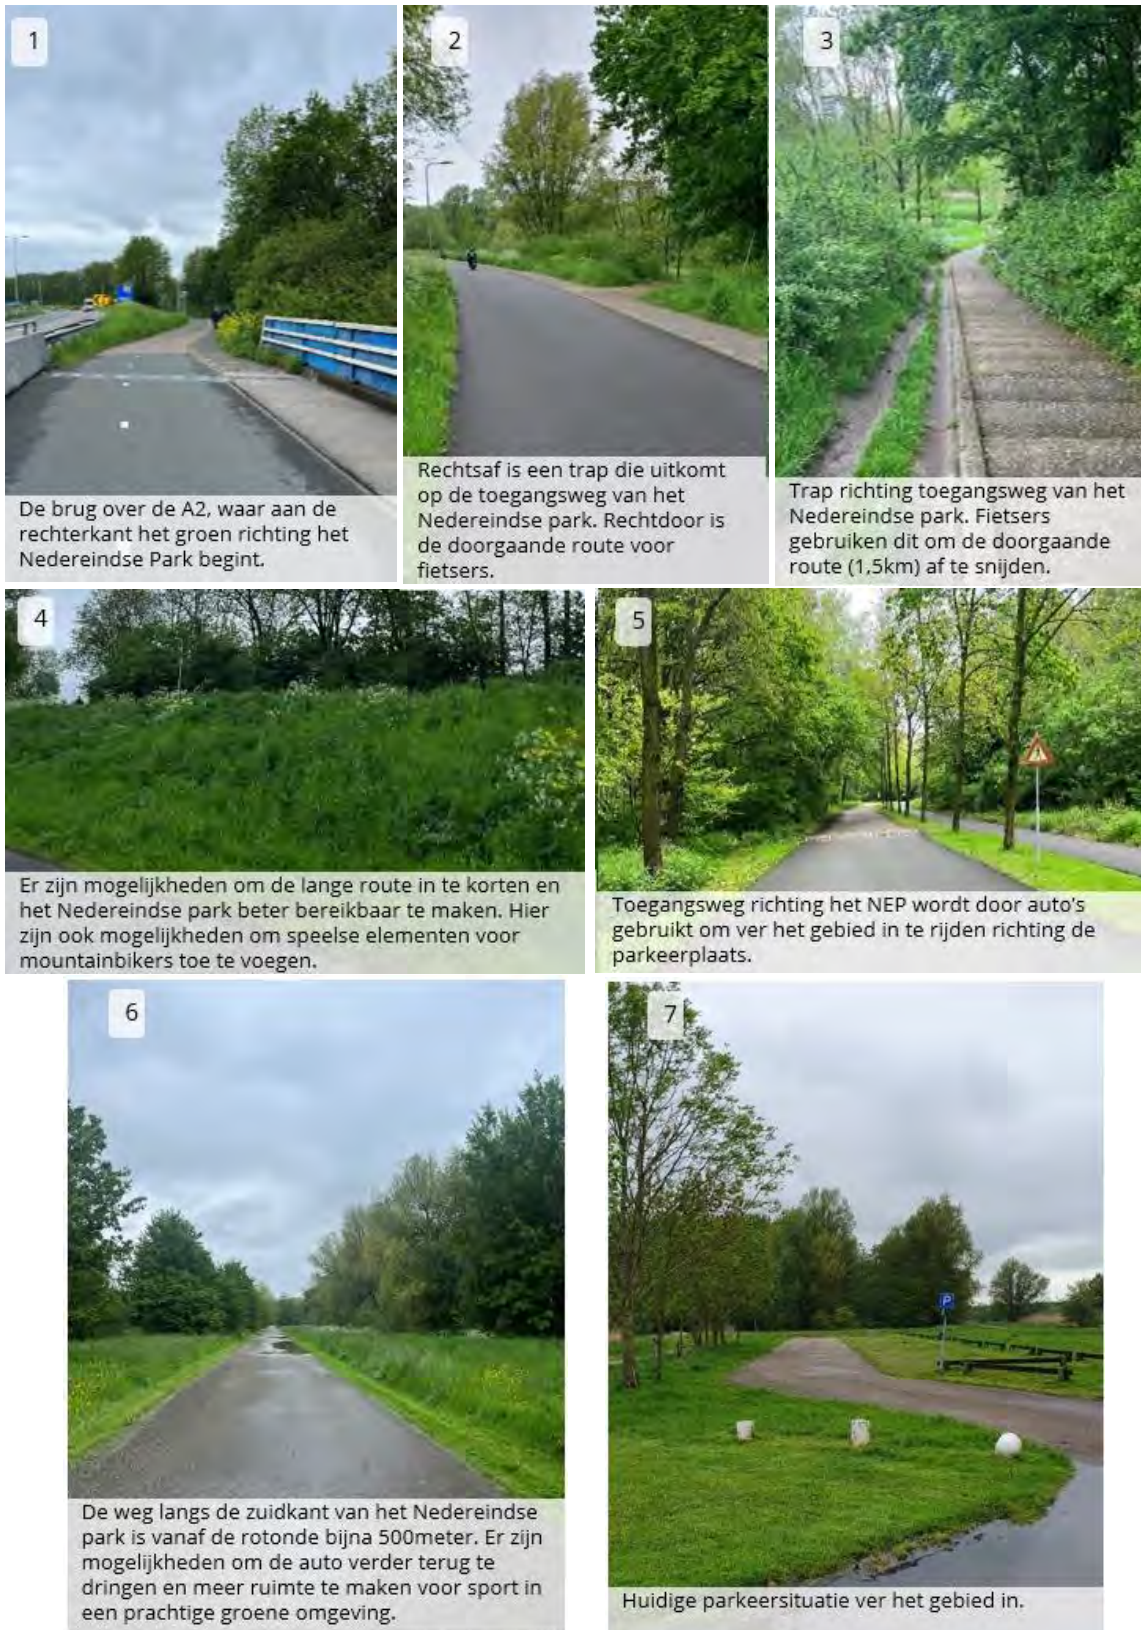 1
De brug over de A2, waar aan de
rechterkant het groen richting het
Nedereindse Park begint.
2
Rechtsaf is een trap die uitkomt
op de toegangsweg van het
Nedereindse park. Rechtdoor is
de doorgaande route voor
fietsers.
3
Trap richting toegangsweg van het
Nedereindse park. Fietsers
gebruiken dit om de doorgaande
route (1,5km) af te snijden.
4
Er zijn mogelijkheden om de lange route in te korten en
het Nedereindse park beter bereikbaar te maken. Hier
zijn ook mogelijkheden om speelse elementen voor
mountainbikers toe te voegen.
5
Toegangsweg richting het NEP wordt door auto's
gebruikt om ver het gebied in te rijden richting de
parkeerplaats.
6
De weg langs de zuidkant van het Nedereindse
park is vanaf de rotonde bijna 500meter. Er zijn
mogelijkheden om de auto verder terug te
dringen en meer ruimte te maken voor sport in
een prachtige groene omgeving.
7
P
Huidige parkeersituatie ver het gebied in.